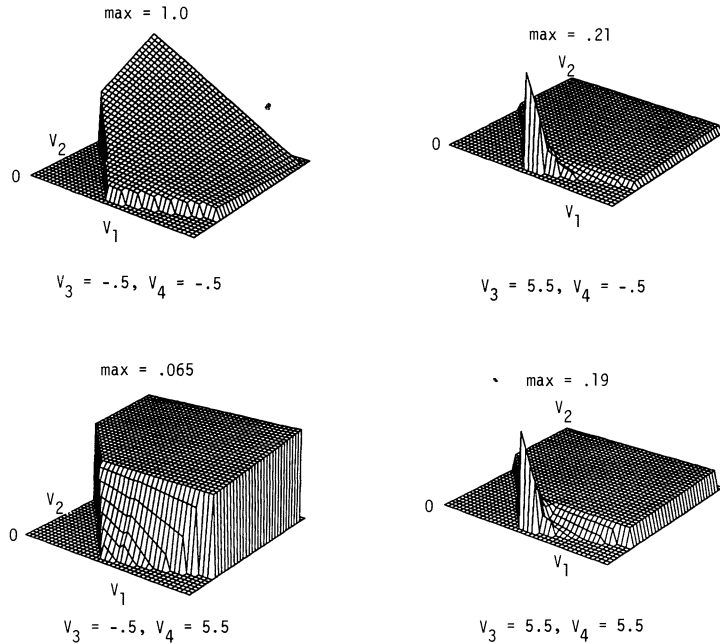 max = 1.0
V2
0
V1
V3 = -.5, V4 = -.5
max = .21
V2
0
V1
V3 = 5.5, V4 = -.5
max = .065
V2
0
V1
V3 = -.5, V4 = 5.5
max = .19
V2
0
V1
V3 = 5.5, V4 = 5.5